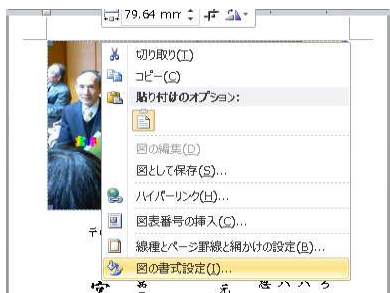 79.64 mm
切り取り(T)
コピー(C)
貼り付けのオプション:
図の編集(D)
図として保存(S)...
ハイパーリンク(H)...
図表番号の挿入(C)...
線種とページ罫線と網かけの設定(B)...
図の書式設定(I)...